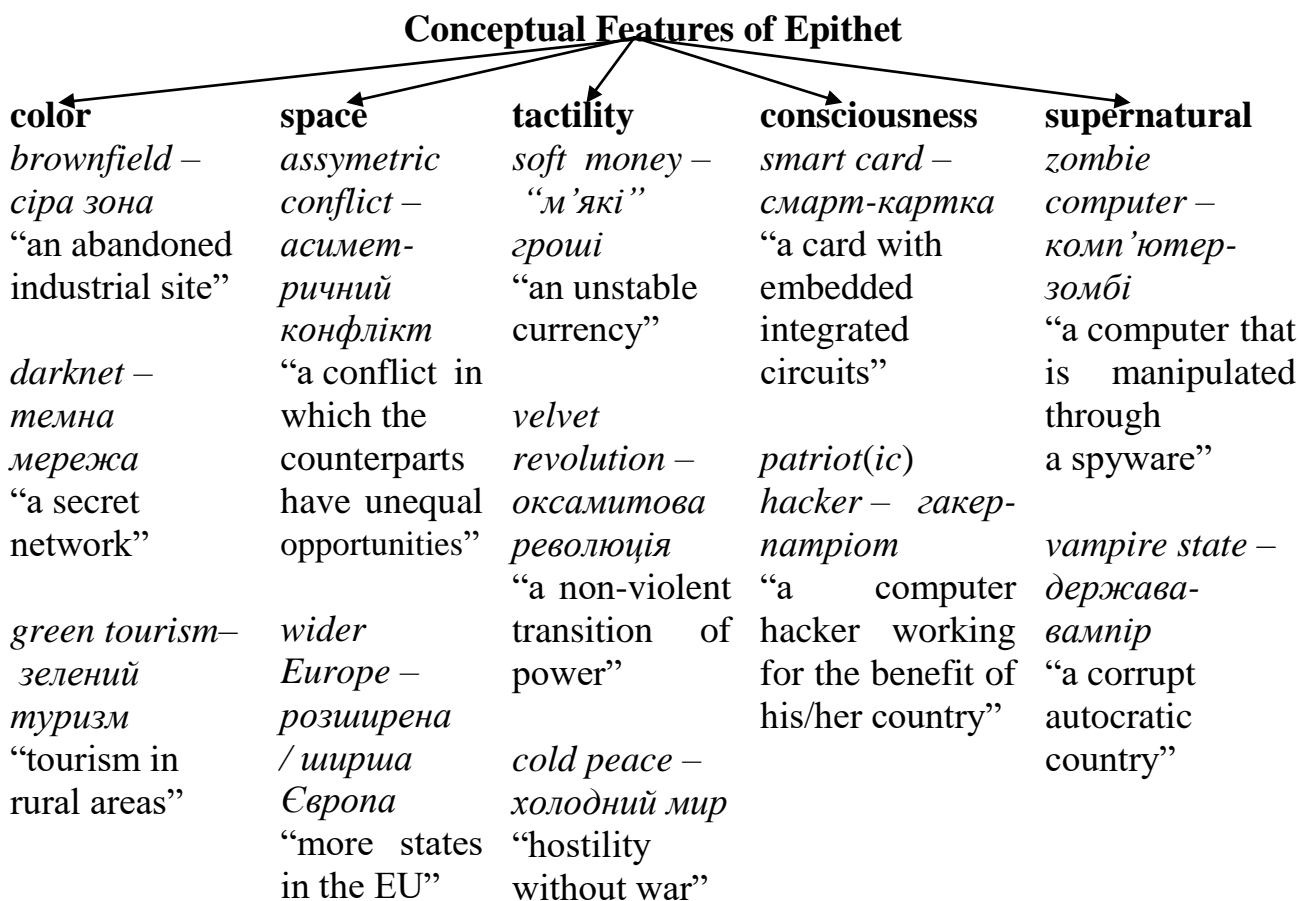 Conceptual Features of Epithet
color
brownfield –
сіра зона
“an abandoned
industrial site”
darknet –
темна
мережа
“a secret
network”
green tourism–
зелений
туризм
“tourism in
rural areas”
space
assymetric
conflict –
асимет-
ричний
конфлікт
“a conflict in
which the
counterparts
have unequal
opportunities”
wider
Europe –
розширена
/ ширша
Європа
“more states
in the EU”
tactility
soft money –
“м’які”
гроші
“an unstable
currency”
velvet
revolution –
оксамитова
революція
“a non-violent
transition of
power”
cold peace –
холодний мир
“hostility
without war”
consciousness
smart card –
смарт-картка
“a card with
embedded
integrated
circuits”
patriot(ic)
hacker – гакер-
патріот
“a computer
hacker working
for the benefit of
his/her country”
supernatural
zombie
computer –
комп’ютер-
зомбі
“a computer that
is manipulated
through
a spyware”
vampire state –
держава-
вампір
“a corrupt
autocratic
country”